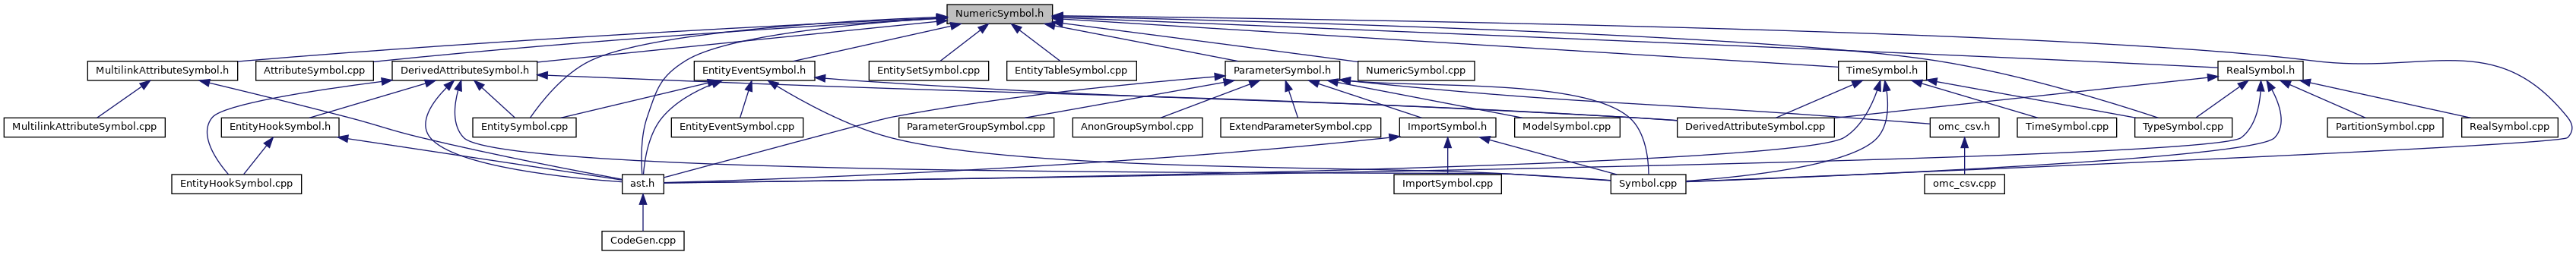 NumericSymbol.h
MultilinkAttributeSymbol.h
AttributeSymbol.cpp
DerivedAttributeSymbol.h
EntityEventSymbol.h
EntitySetSymbol.cpp
EntityTableSymbol.cpp
ParameterSymbol.h
NumericSymbol.cpp
TimeSymbol.h
RealSymbol.h
MultilinkAttributeSymbol.cpp
EntityHookSymbol.h
EntitySymbol.cpp
EntityEventSymbol.cpp
ParameterGroupSymbol.cpp
AnonGroupSymbol.cpp
ExtendParameterSymbol.cpp
ImportSymbol.h
ModelSymbol.cpp
DerivedAttributeSymbol.cpp
omc_csv.h
TimeSymbol.cpp
TypeSymbol.cpp
PartitionSymbol.cpp
RealSymbol.cpp
EntityHookSymbol.cpp
ast.h
ImportSymbol.cpp
Symbol.cpp
omc_csv.cpp
CodeGen.cpp